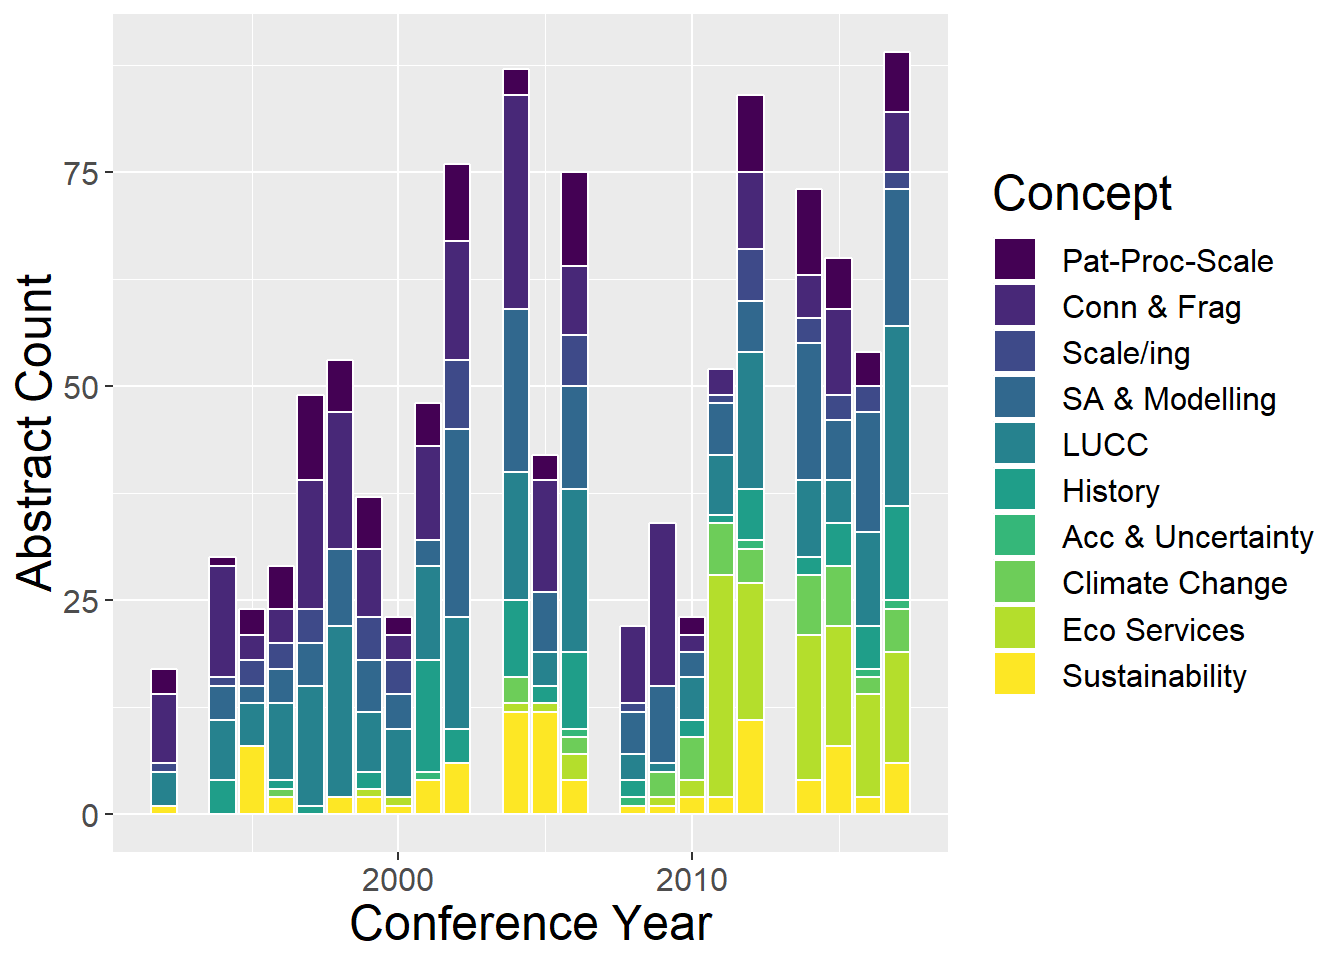 75
50
25
0
Abstract Count
2000
2010
Conference Year
Concept
Pat-Proc-Scale
Conn & Frag
Scale/ing
SA & Modelling
LUCC
History
Acc & Uncertainty
Climate Change
Eco Services
Sustainability